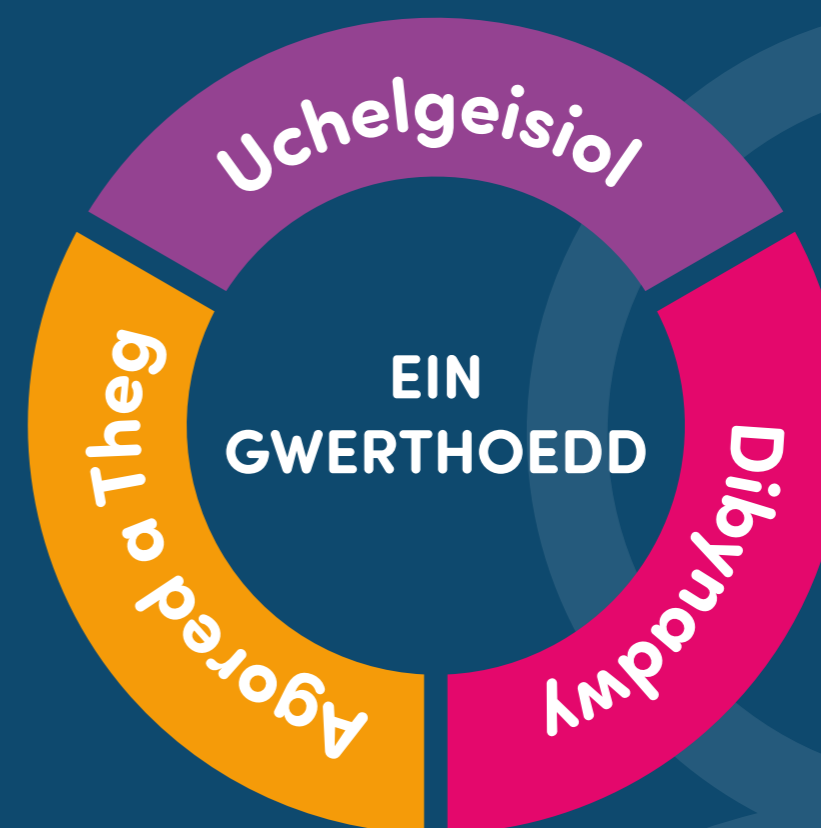 Uchelgeisiol
EIN
GWERTHOEDD
Dibynadwy
Agored a Theg